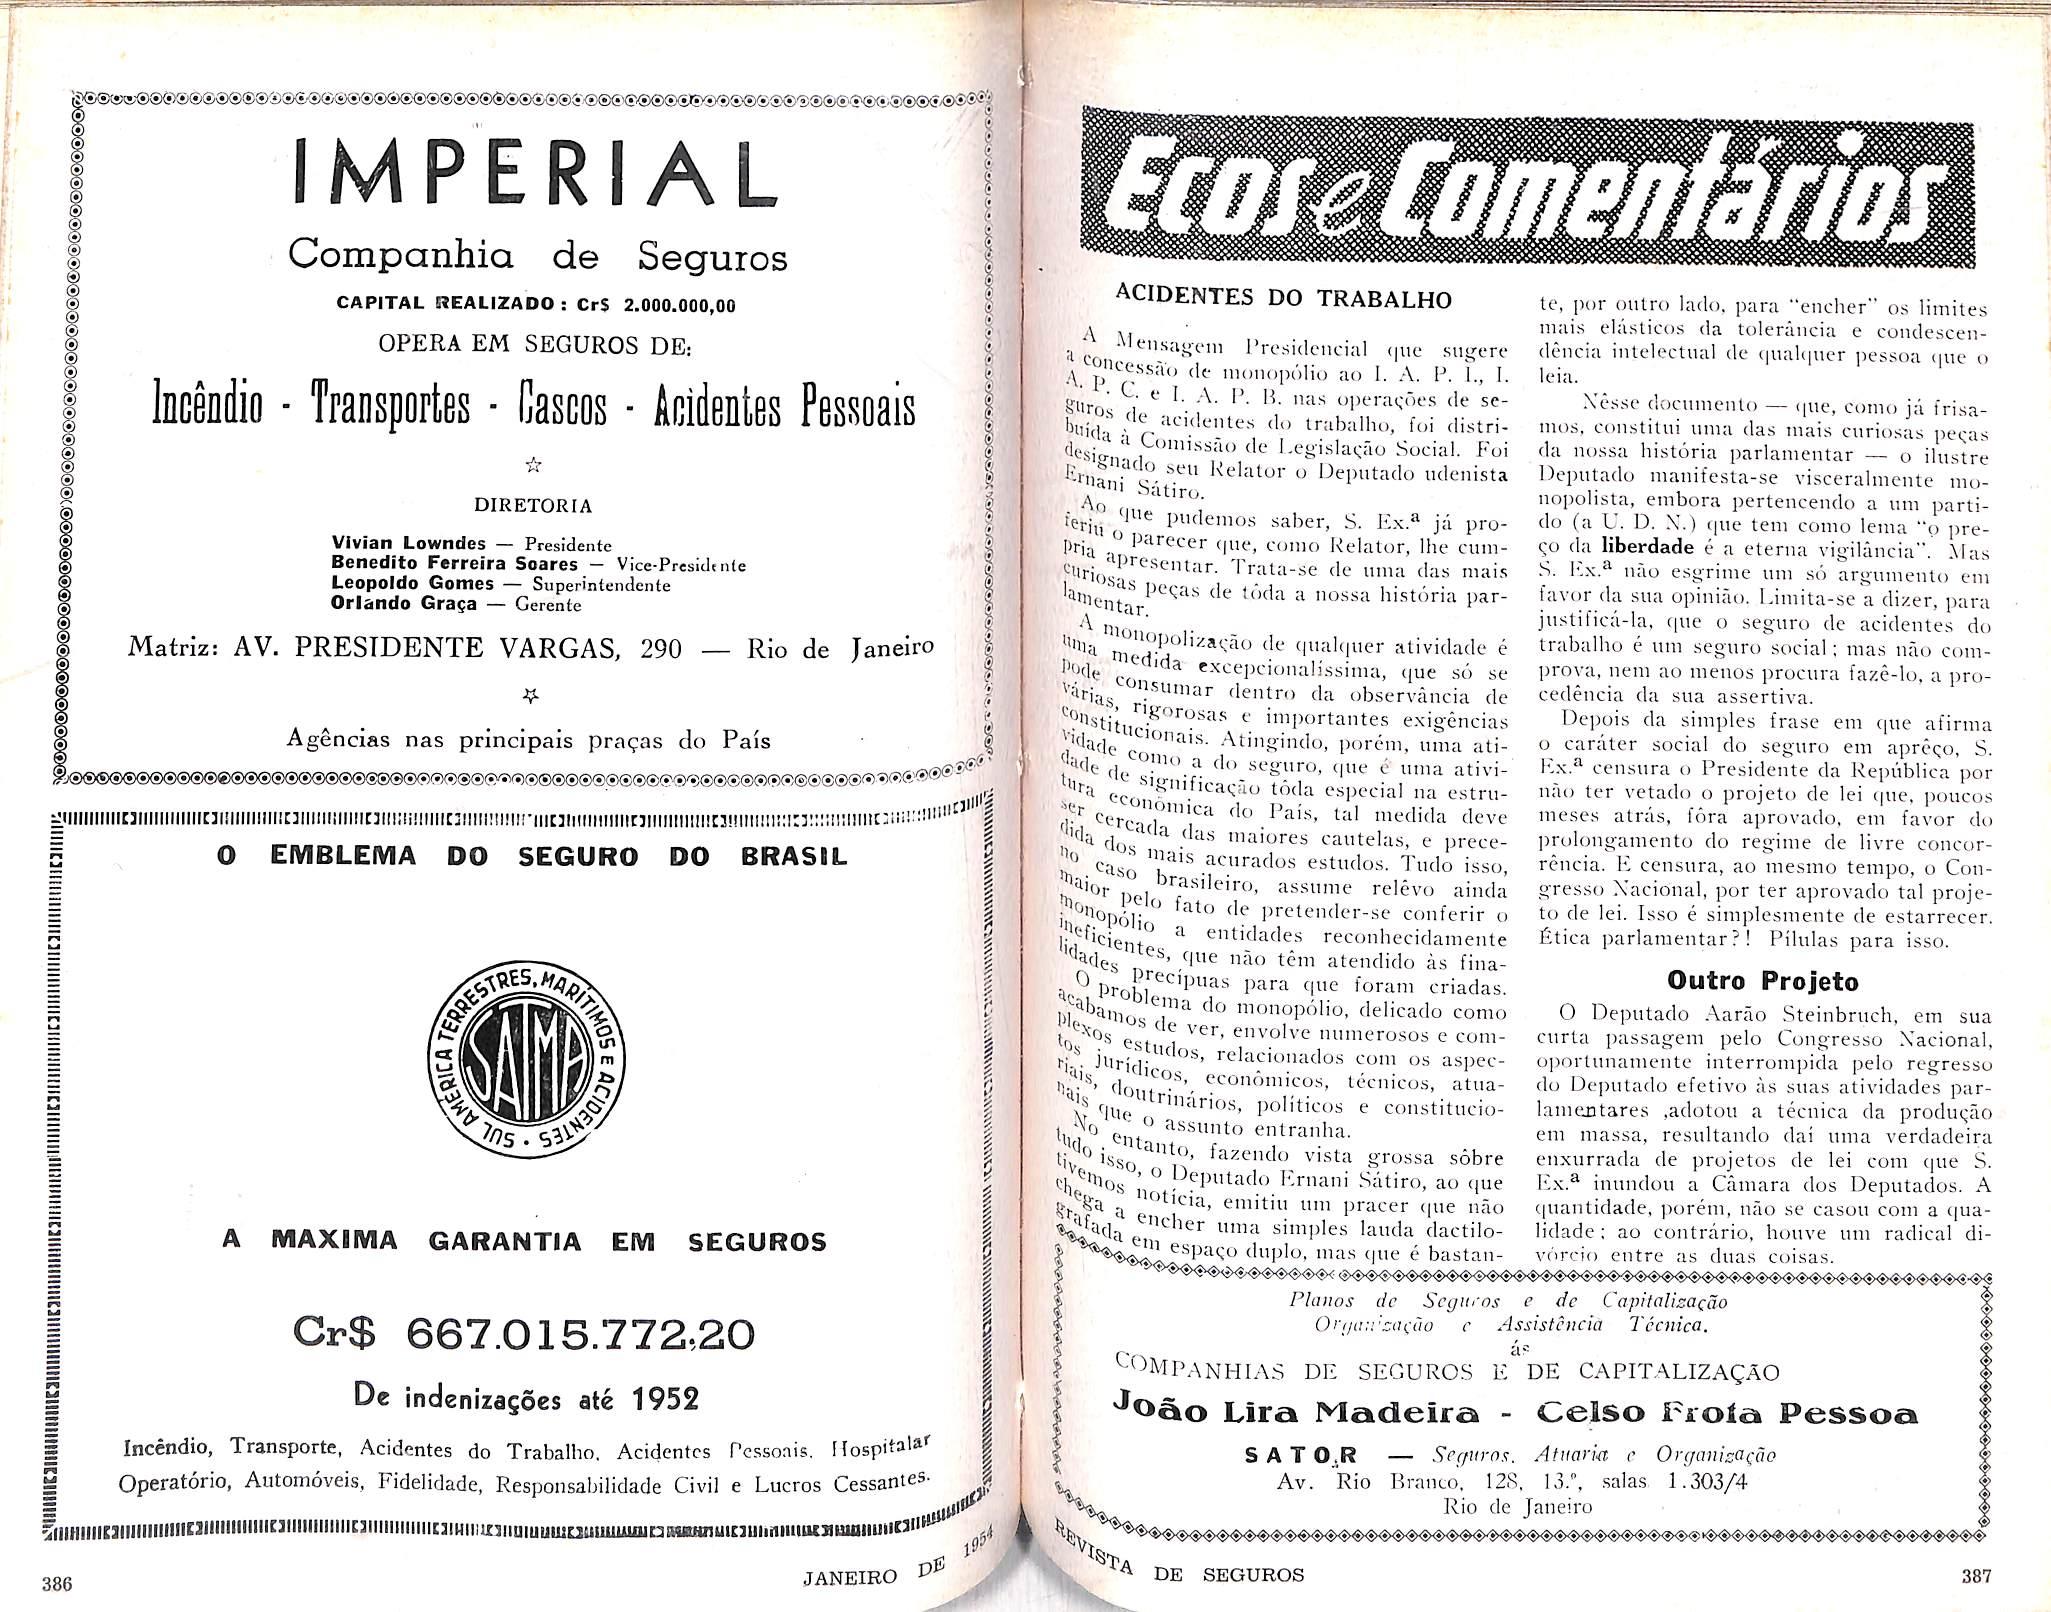 IMPERIAL
Companhia de Seguros
CAPITAL REALIZADO : Cr$ 2.000.000,00
OPERA EM SEGUROS DE:
Incêndio - Transportes - Cascos - Acidentes Pessoais
DIRETORIA
Vivian Lowndes — Presidente
Benedito Ferreira Soares — Vice-Presidente
Leopoldo Gomes — Superintendente
Orlando Graça — Gerente
Matriz: AV. PRESIDENTE VARGAS, 290 — Rio de Janeiro
Agências nas principais praças do País
O EMBLEMA DO SEGURO DO BRASIL
SUL AMÉRICA TERRESTRES, MARÍTIMOS E ACIDENTES · SUL ·
SATMA
A MAXIMA GARANTIA EM SEGUROS
Cr$ 667.015.772,20
De indenizações até 1952
Incêndio, Transporte, Acidentes do Trabalho, Acidentes Pessoais, Hospitalar
Operatório, Automóveis, Fidelidade, Responsabilidade Civil e Lucros Cessantes.
386
JANEIRO DE 1954
Ecos e Comentários
ACIDENTES DO TRABALHO
A Mensagem Presidencial que sugere
a concessão de monopólio ao I. A. P. I., I.
A. P. C. e I. A. P. B. nas operações de se-
guros de acidentes do trabalho, foi distri-
buída à Comissão de Legislação Social. Foi
designado seu Relator o Deputado udenista
Ernani Sátiro.
Ao que pudemos saber, S. Ex.ª já pro-
feriu o parecer que, como Relator, lhe cum-
pria apresentar. Trata-se de uma das mais
curiosas peças de tôda a nossa história par-
lamentar.
A monopolização de qualquer atividade é
uma medida excepcionalíssima, que só se
pode consumar dentro da observância de
várias, rigorosas e importantes exigências
constitucionais. Atingindo, porém, uma ati-
vidade como a do seguro, que é uma ativi-
dade de significação tôda especial na estru-
tura econômica do País, tal medida deve
ser cercada das maiores cautelas, e prece-
dida dos mais acurados estudos. Tudo isso,
no caso brasileiro, assume relêvo ainda
maior pelo fato de pretender-se conferir o
monopólio a entidades reconhecidamente
ineficientes, que não têm atendido às fina-
lidades precípuas para que foram criadas.
O problema do monopólio, delicado como
acabamos de ver, envolve numerosos e com-
plexos estudos, relacionados com os aspec-
tos jurídicos, econômicos, técnicos, atua-
riais, doutrinários, políticos e constitucio-
nais que o assunto entranha.
No entanto, fazendo vista grossa sôbre
tudo isso, o Deputado Ernani Sátiro, ao que
tivemos notícia, emitiu um pracer que não
chega a encher uma simples lauda dactilo-
grafada em espaço duplo, mas que é bastan-
te, por outro lado, para "encher" os limites
mais elásticos da tolerância e condescen-
dência intelectual de qualquer pessoa que o
leia.
Nêsse documento — que, como já frisa-
mos, constitui uma das mais curiosas peças
da nossa história parlamentar — o ilustre
Deputado manifesta-se visceralmente mo-
nopolista, embora pertencendo a um parti-
do (a U. D. N.) que tem como lema "o pre-
ço da liberdade é a eterna vigilância". Mas
S. Ex.ª não esgrime um só argumento em
favor da sua opinião. Limita-se a dizer, para
justificá-la, que o seguro de acidentes do
trabalho é um seguro social; mas não com-
prova, nem ao menos procura fazê-lo, a pro-
cedência da sua assertiva.
Depois da simples frase em que afirma
o caráter social do seguro em aprêço, S.
Ex.ª censura o Presidente da República por
não ter vetado o projeto de lei que, poucos
meses atrás, fôra aprovado, em favor do
prolongamento do regime de livre concor-
rência. E censura, ao mesmo tempo, o Con-
gresso Nacional, por ter aprovado tal proje-
to de lei. Isso é simplesmente de estarrecer.
Ética parlamentar?! Pílulas para isso.
Outro Projeto
O Deputado Aarão Steinbruch, em sua
curta passagem pelo Congresso Nacional,
oportunamente interrompida pelo regresso
do Deputado efetivo às suas atividades par-
lamentares ,adotou a técnica da produção
em massa, resultando daí uma verdadeira
enxurrada de projetos de lei com que S.
Ex.ª inundou a Câmara dos Deputados. A
quantidade, porém, não se casou com a qua-
lidade; ao contrário, houve um radical di-
vórcio entre as duas coisas.
Planos de Seguros e de Capitalização
Organização e Assistência Técnica.
ás
COMPANHIAS DE SEGUROS E DE CAPITALIZAÇÃO
João Lira Madeira - Celso Frota Pessoa
SATOR — Seguros, Atuaria e Organização
Av. Rio Branco, 128, 13.º, salas 1.303/4
Rio de Janeiro
REVISTA DE SEGUROS
387